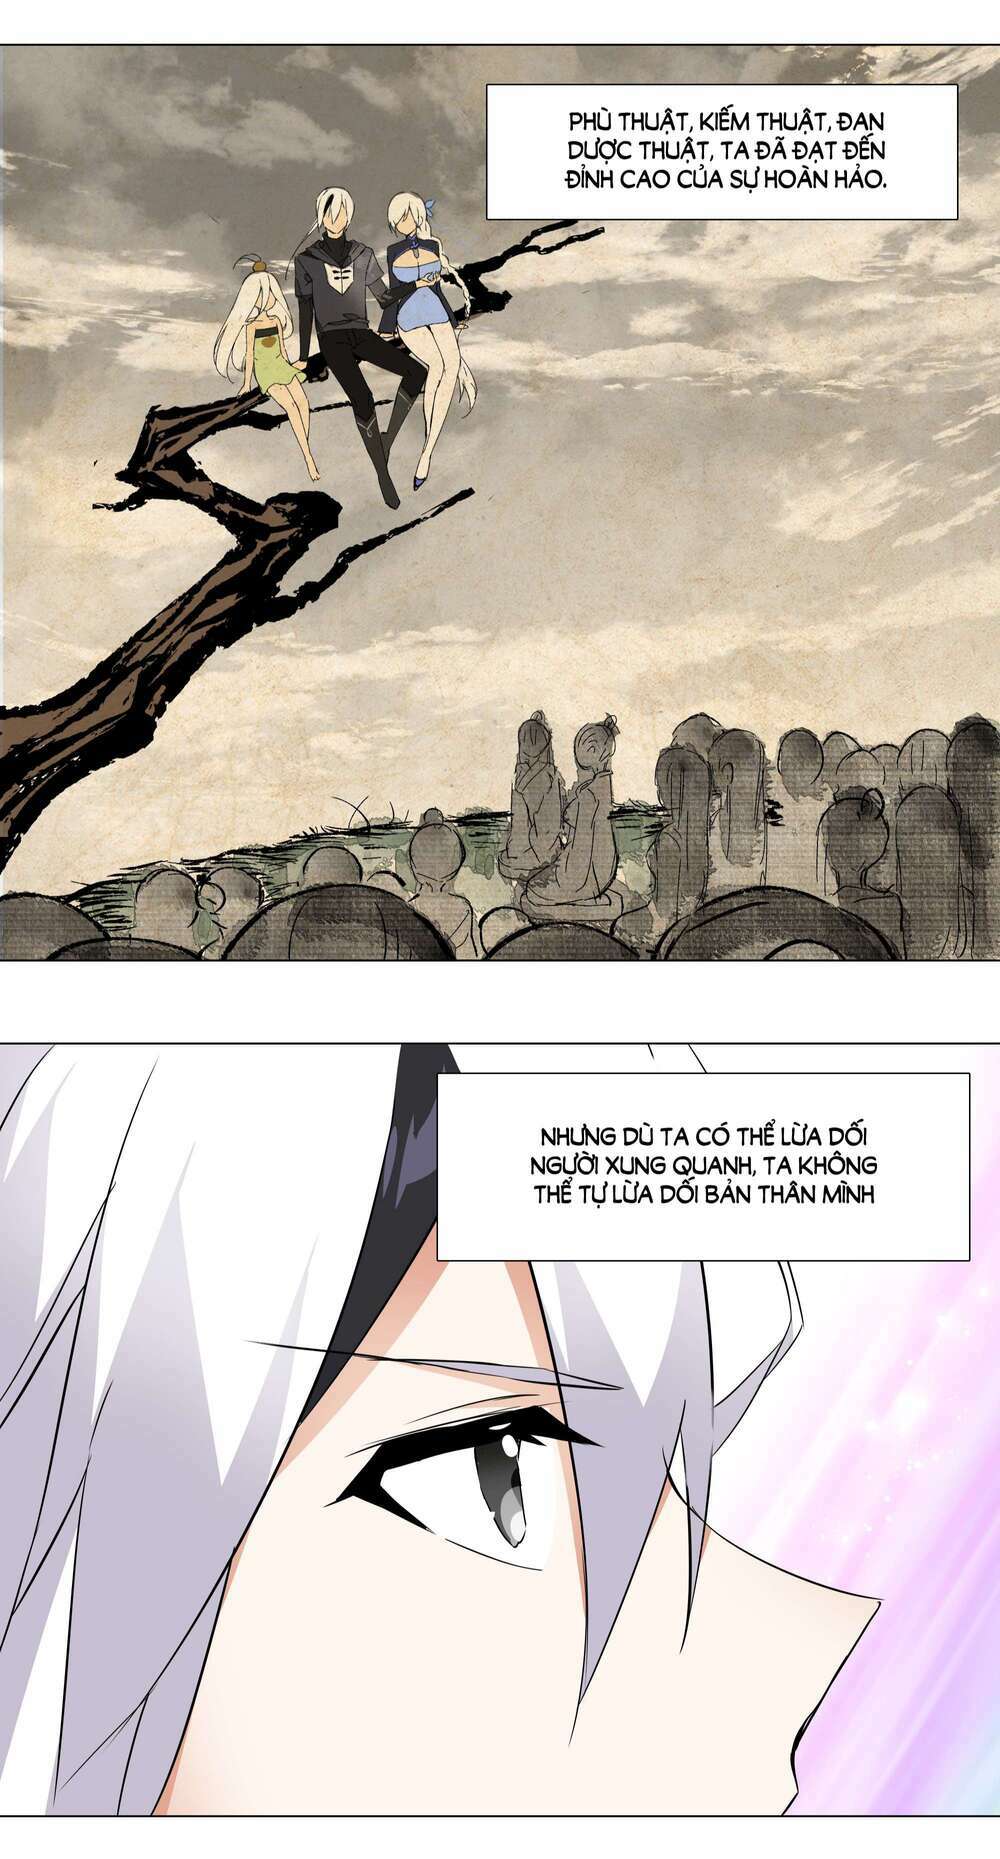 PHÙ THUẬT, KIẾM THUẬT, ĐAN
DƯỢC THUẬT, TA ĐÃ ĐẠT ĐẾN
ĐỈNH CAO CỦA SỰ HOÀN HẢO.
NHƯNG DÙ TA CÓ THỂ LỪA DỐI
NGƯỜI XUNG QUANH, TA KHÔNG
THỂ TỰ LỪA DỐI BẢN THÂN MÌNH